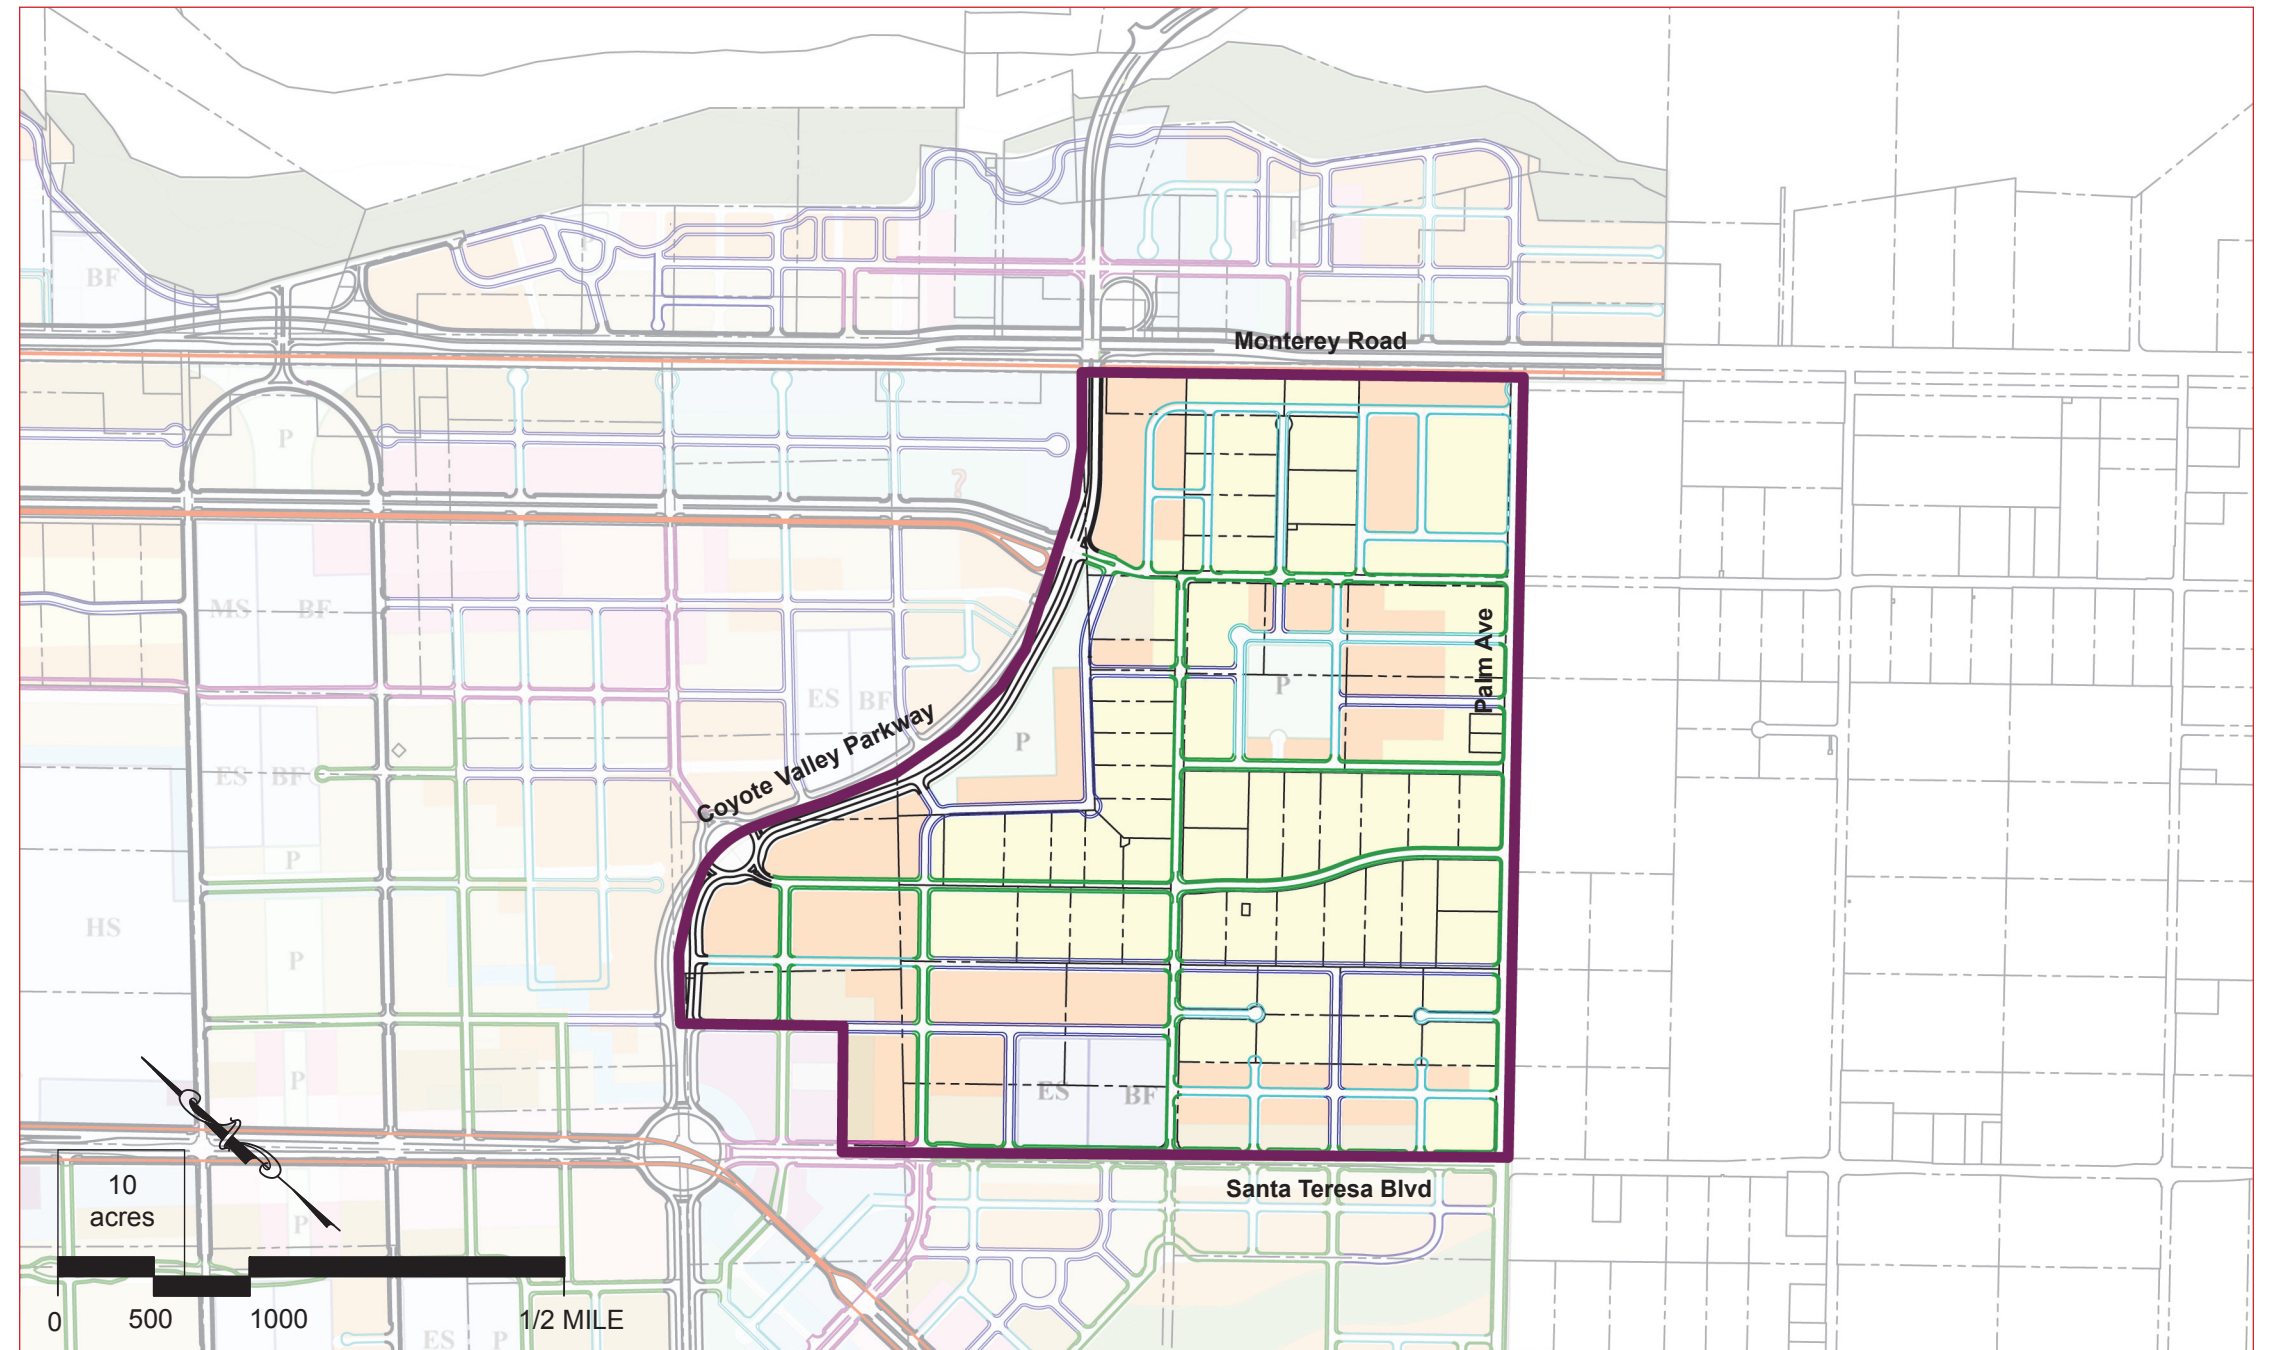 P
BF
P
Monterey Road
P
?
MS
BF
Palm Ave
ES
BF
P
P
Coyote Valley Parkway
ES
BF
P
HS
P
P
ES
BF
10
acres
P
Santa Teresa Blvd
0
500
1000
1/2 MILE
ES
P